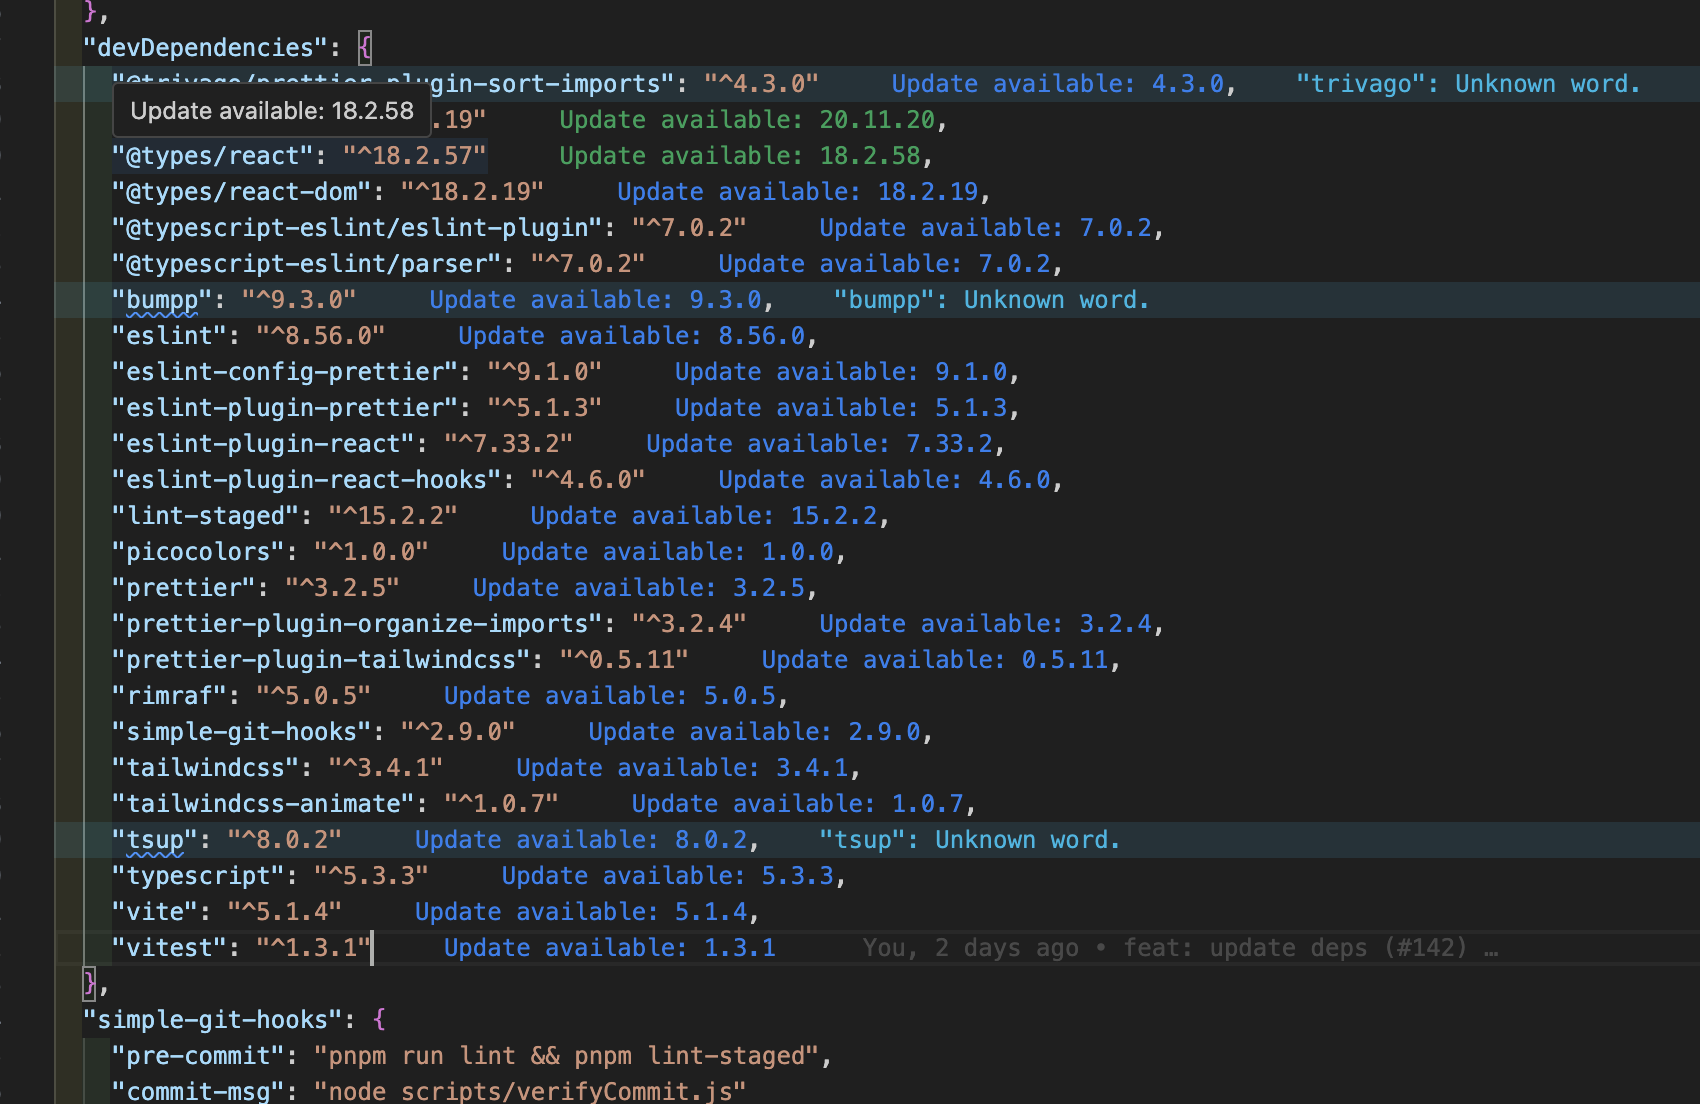 },
"devDependencies": {
"@trivago/prettier-plugin-sort-imports": "^4.3.0" Update available: 4.3.0, "trivago": Unknown word.
Update available: 18.2.58
.19" Update available: 20.11.20,
"@types/react": "^18.2.57" Update available: 18.2.58,
"@types/react-dom": "^18.2.19" Update available: 18.2.19,
"@typescript-eslint/eslint-plugin": "^7.0.2" Update available: 7.0.2,
"@typescript-eslint/parser": "^7.0.2" Update available: 7.0.2,
"bumpp": "^9.3.0" Update available: 9.3.0, "bumpp": Unknown word.
"eslint": "^8.56.0" Update available: 8.56.0,
"eslint-config-prettier": "^9.1.0" Update available: 9.1.0,
"eslint-plugin-prettier": "^5.1.3" Update available: 5.1.3,
"eslint-plugin-react": "^7.33.2" Update available: 7.33.2,
"eslint-plugin-react-hooks": "^4.6.0" Update available: 4.6.0,
"lint-staged": "^15.2.2" Update available: 15.2.2,
"picocolors": "^1.0.0" Update available: 1.0.0,
"prettier": "^3.2.5" Update available: 3.2.5,
"prettier-plugin-organize-imports": "^3.2.4" Update available: 3.2.4,
"prettier-plugin-tailwindcss": "^0.5.11" Update available: 0.5.11,
"rimraf": "^5.0.5" Update available: 5.0.5,
"simple-git-hooks": "^2.9.0" Update available: 2.9.0,
"tailwindcss": "^3.4.1" Update available: 3.4.1,
"tailwindcss-animate": "^1.0.7" Update available: 1.0.7,
"tsup": "^8.0.2" Update available: 8.0.2, "tsup": Unknown word.
"typescript": "^5.3.3" Update available: 5.3.3,
"vite": "^5.1.4" Update available: 5.1.4,
"vitest": "^1.3.1" Update available: 1.3.1 You, 2 days ago • feat: update deps (#142) …
},
"simple-git-hooks": {
"pre-commit": "pnpm run lint && pnpm lint-staged",
"commit-msg": "node scripts/verifyCommit.js"